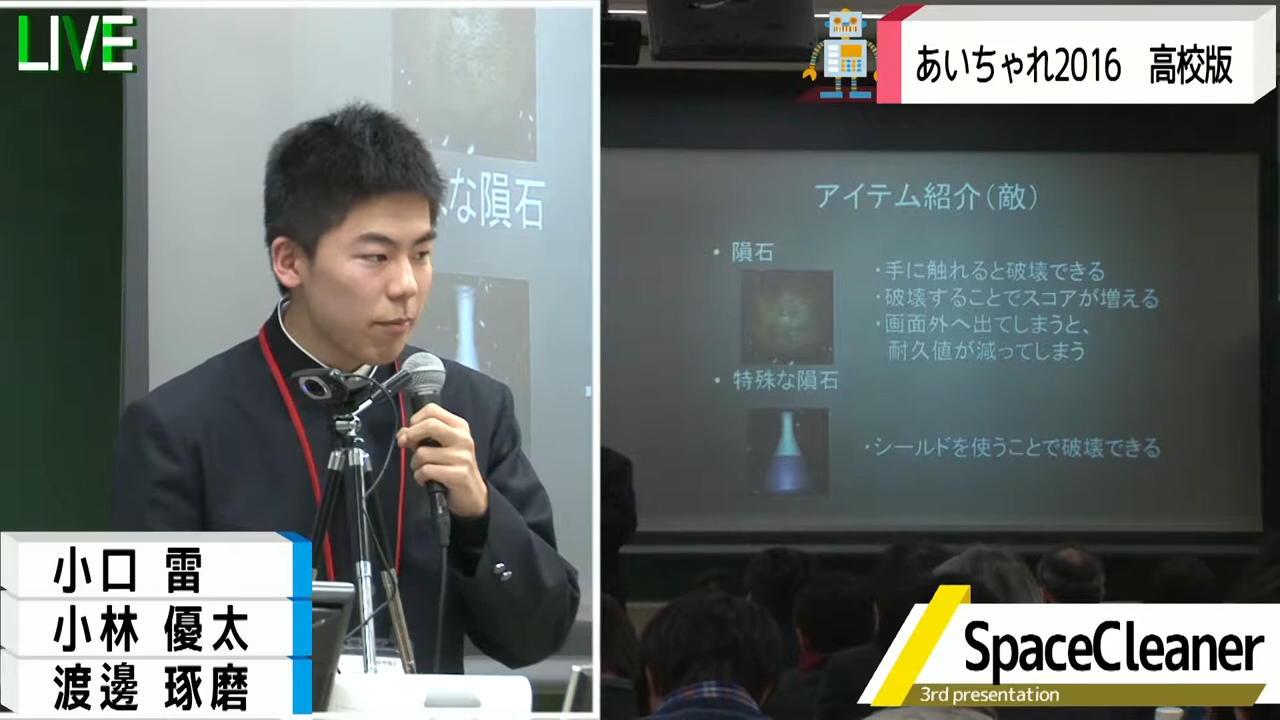 LIVE
あいちゃれ2016 高校版
な隕石
アイテム紹介(敵)
・隕石
・手に触れると破壊できる
・破壊することでスコアが増える
・画面外へ出てしまうと、
耐久値が減ってしまう
・特殊な隕石
・シールドを使うことで破壊できる
小口 雷
小林 優太
渡邊 琢磨
SpaceCleaner
3rd presentation